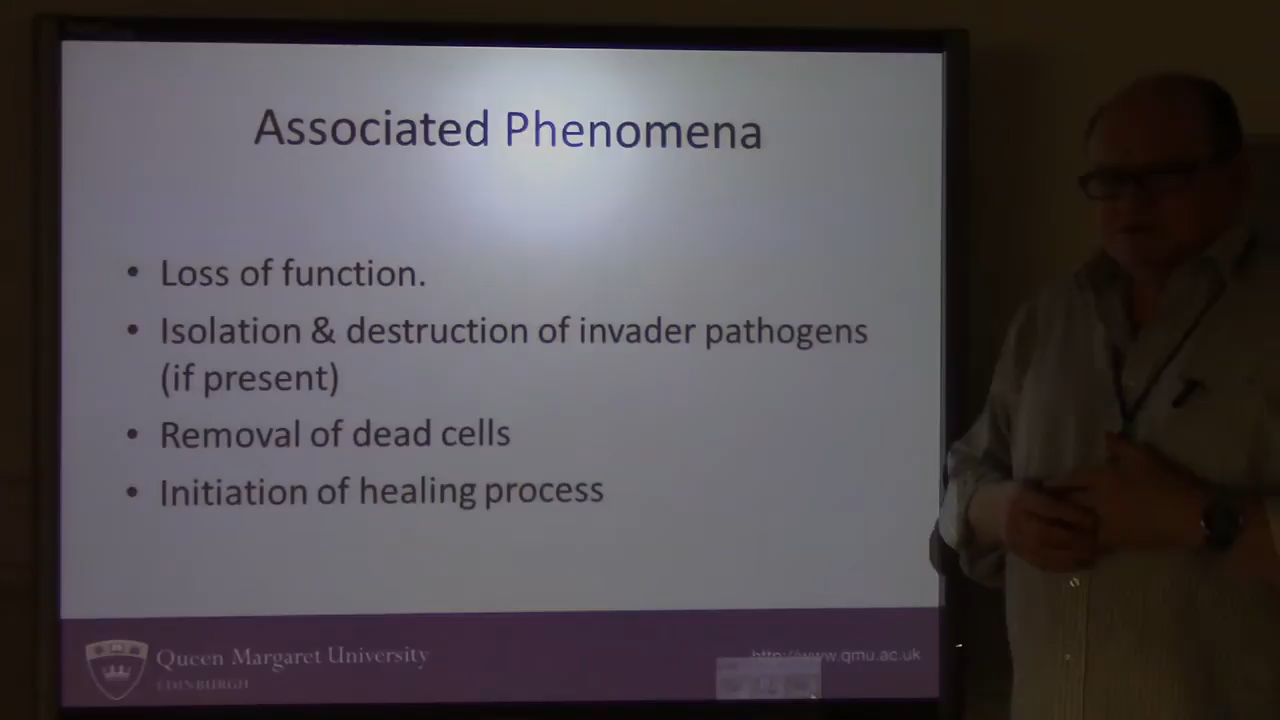 Associated Phenomena
• Loss of function.
• Isolation & destruction of invader pathogens
(if present)
• Removal of dead cells
• Initiation of healing process
Queen Margaret University
EDINBURGH
http://www.qmu.ac.uk